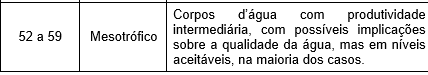 52 a 59
Mesotrófico
Corpos d'água com produtividade
intermediária, com possíveis implicações
sobre a qualidade da água, mas em níveis
aceitáveis, na maioria dos casos.